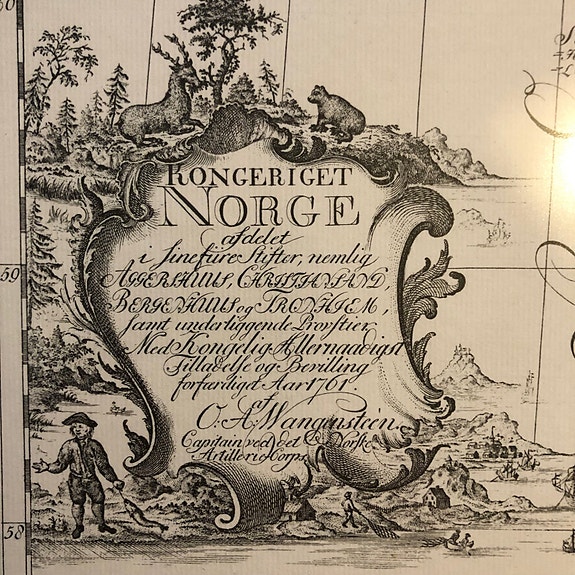 KONGERIGET
NORGE
afdelet
i sine fiire Stifter, nemlig
AGGERSHUUS, CHRISTIANSAND,
BERGENHUUS og TRONHIEM,
samt underliggende Provstier
Med Kongelig Allernaadigst
Tilladelse og Bevilling
forfærdiget Aar 1761.
af
O: A: Wangensteen.
Capitain ved det Norske
Artillerie Corps.
59
58